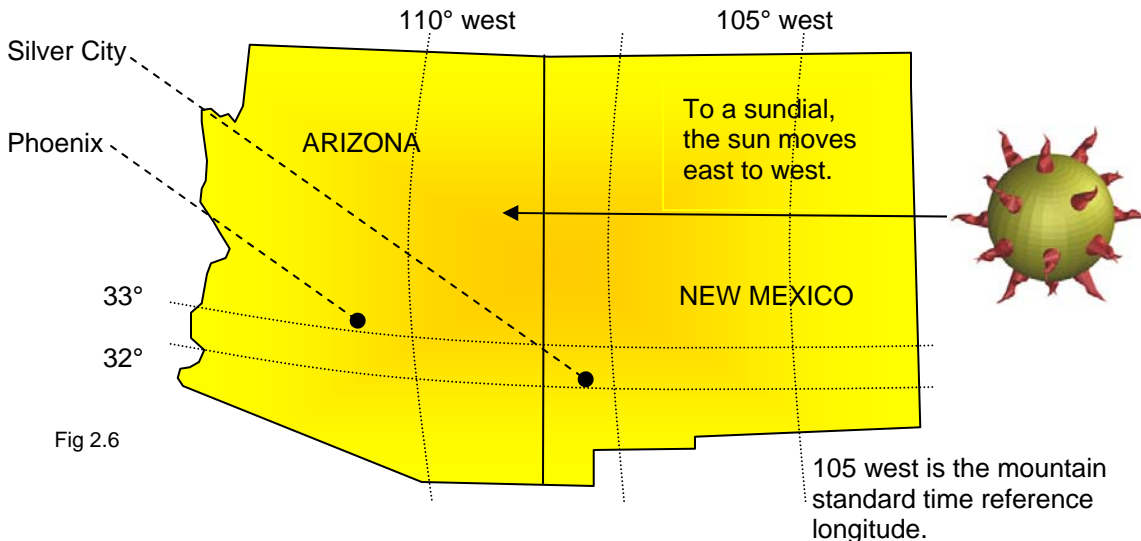 110° west
105° west
Silver City
Phoenix
ARIZONA
To a sundial,
the sun moves
east to west.
33°
NEW MEXICO
32°
Fig 2.6
105 west is the mountain
standard time reference
longitude.